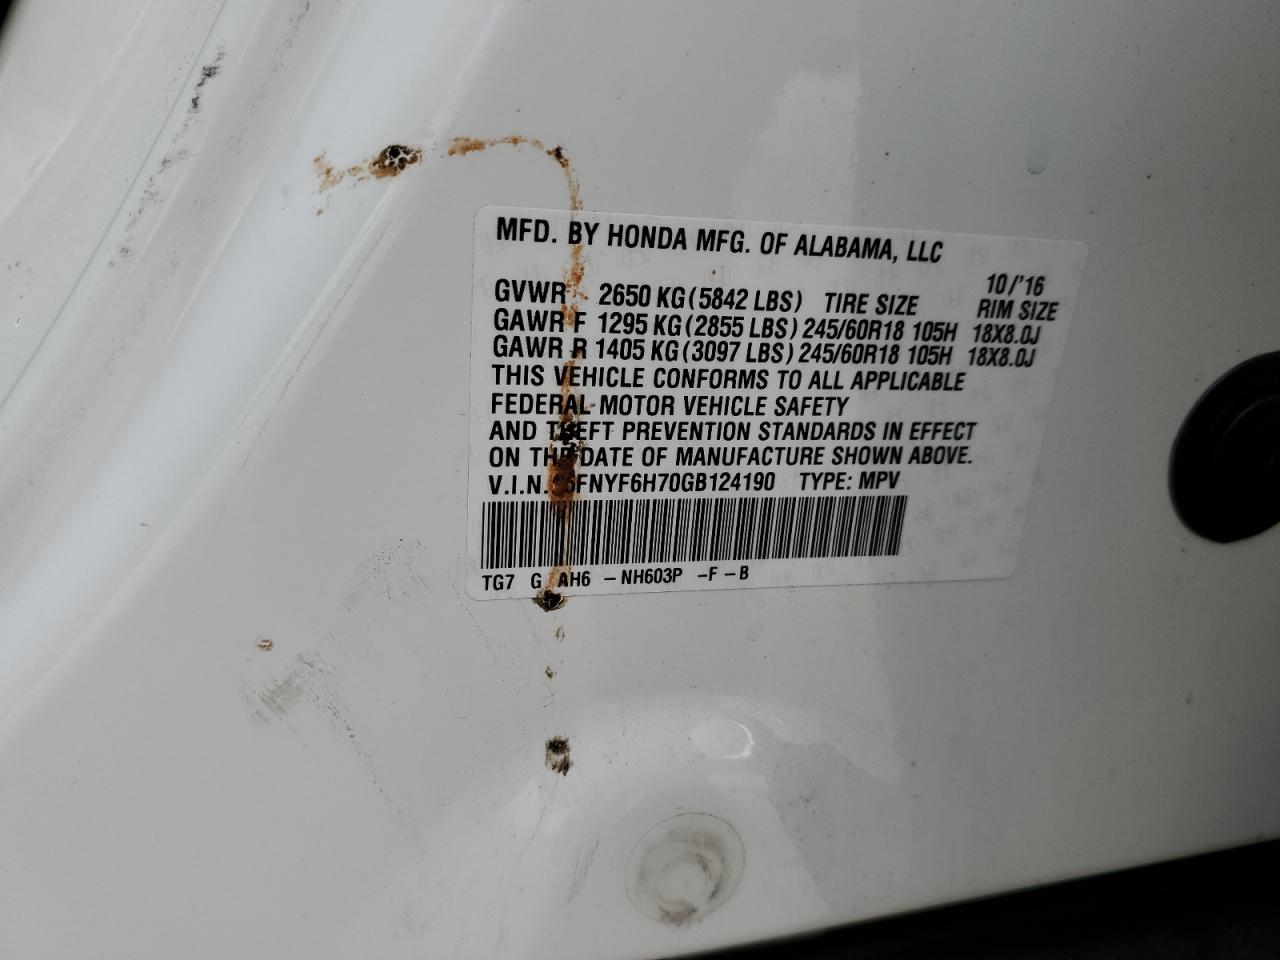 MFD. BY HONDA MFG. OF ALABAMA, LLC
10/'16
GVWR 2650 KG (5842 LBS) TIRE SIZE RIM SIZE
GAWR F 1295 KG (2855 LBS) 245/60R18 105H 18X8.0J
GAWR R 1405 KG (3097 LBS) 245/60R18 105H 18X8.0J
THIS VEHICLE CONFORMS TO ALL APPLICABLE
FEDERAL MOTOR VEHICLE SAFETY
AND THEFT PREVENTION STANDARDS IN EFFECT
ON THE DATE OF MANUFACTURE SHOWN ABOVE.
V.I.N. 5FNYF6H70GB124190 TYPE: MPV
TG7 G AH6 - NH603P - F - B